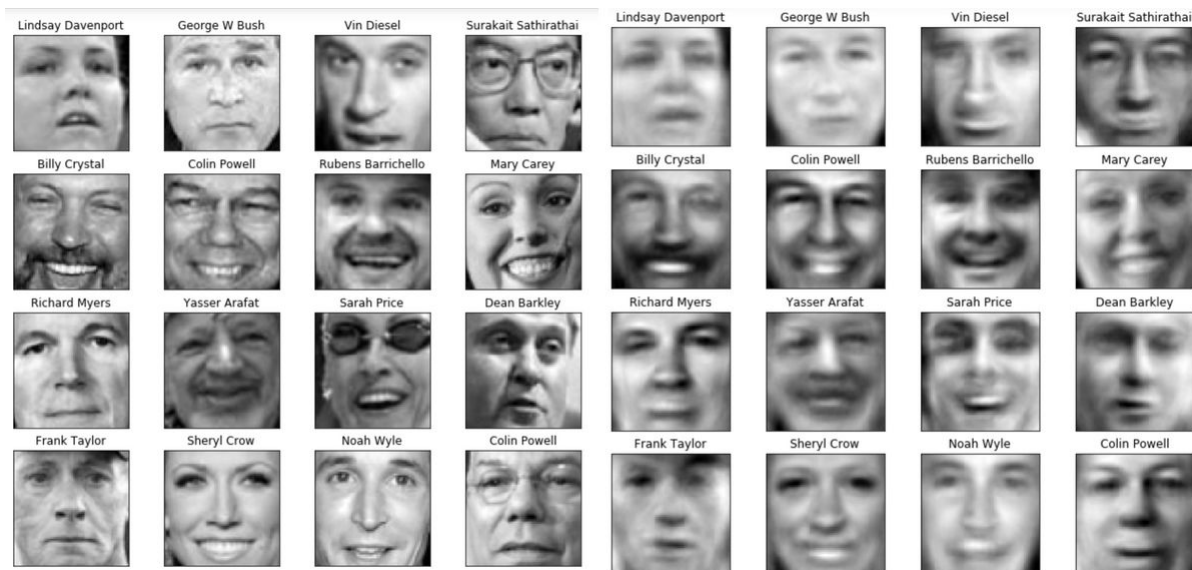 Lindsay Davenport George W Bush Vin Diesel Surakait Sathirathai
Billy Crystal Colin Powell Rubens Barrichello Mary Carey
Richard Myers Yasser Arafat Sarah Price Dean Barkley
Frank Taylor Sheryl Crow Noah Wyle Colin Powell
Lindsay Davenport George W Bush Vin Diesel Surakait Sathirathai
Billy Crystal Colin Powell Rubens Barrichello Mary Carey
Richard Myers Yasser Arafat Sarah Price Dean Barkley
Frank Taylor Sheryl Crow Noah Wyle Colin Powell